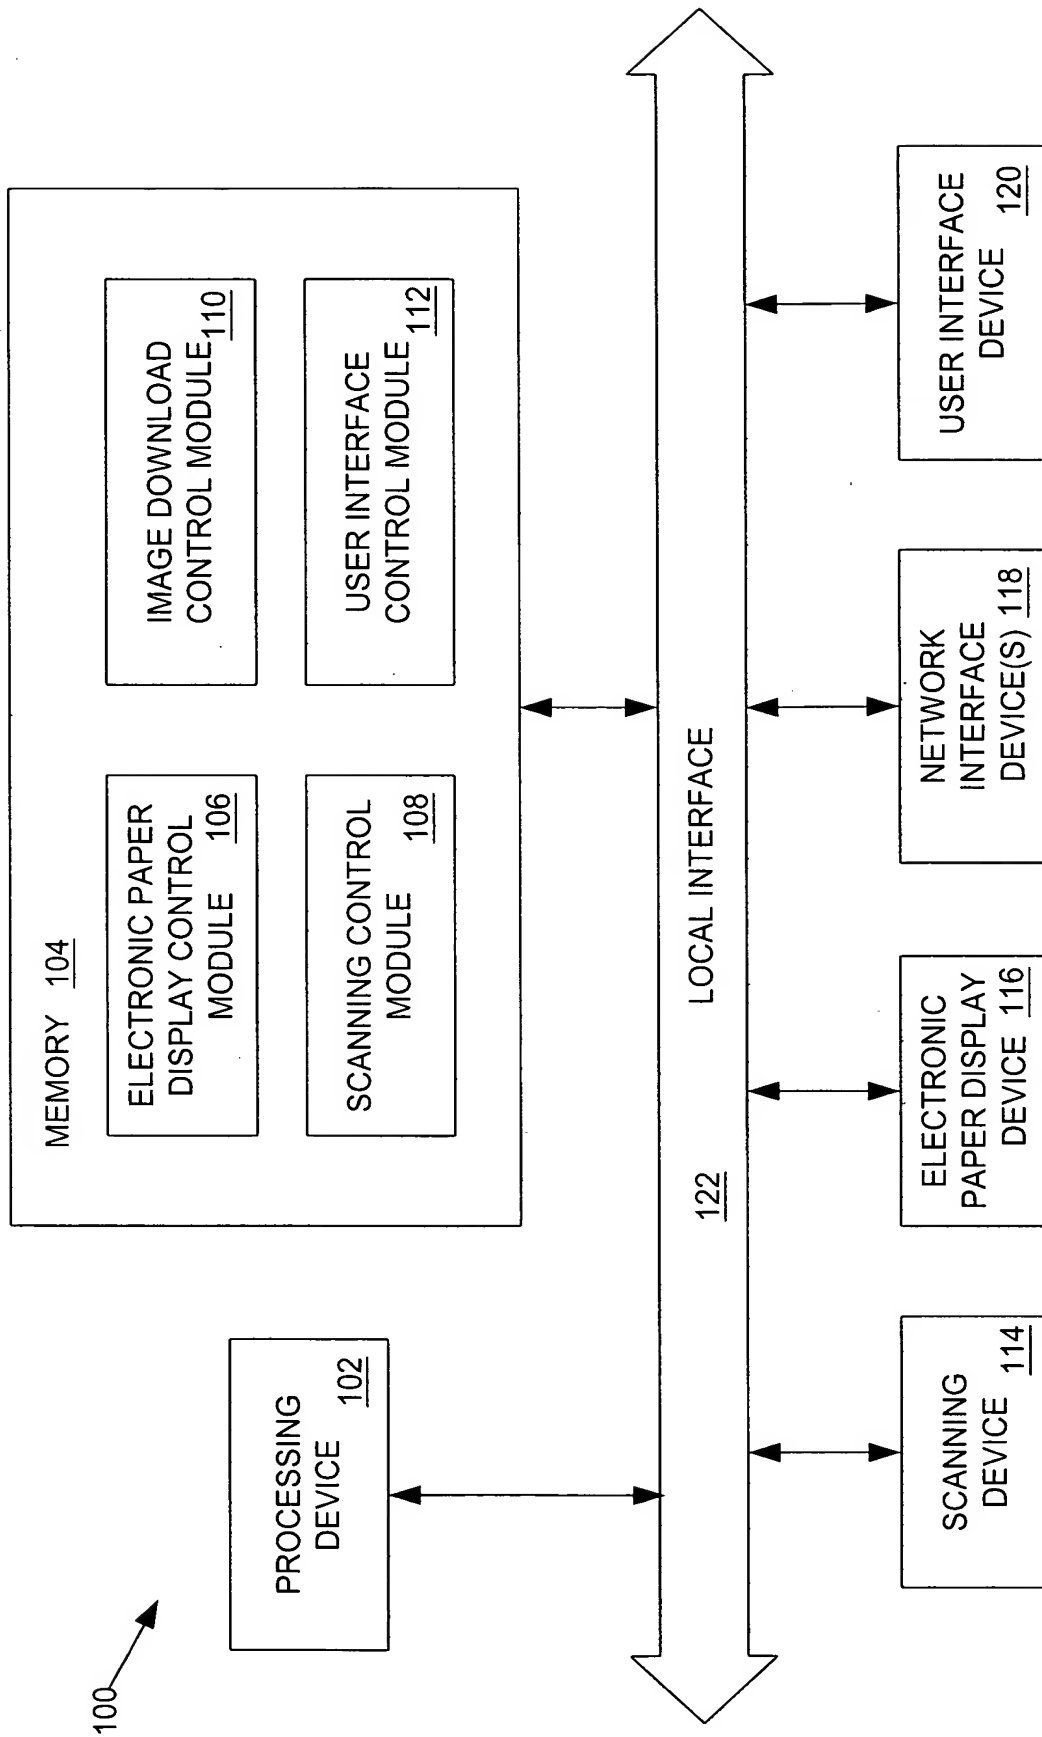 100
PROCESSING
DEVICE
102
MEMORY 104
ELECTRONIC PAPER
DISPLAY CONTROL
MODULE 106
IMAGE DOWNLOAD
CONTROL MODULE
110
SCANNING CONTROL
MODULE 108
USER INTERFACE
CONTROL MODULE
112
LOCAL INTERFACE
122
SCANNING
DEVICE
114
ELECTRONIC
PAPER DISPLAY
DEVICE 116
NETWORK
INTERFACE
DEVICE(S) 118
USER INTERFACE
DEVICE
120